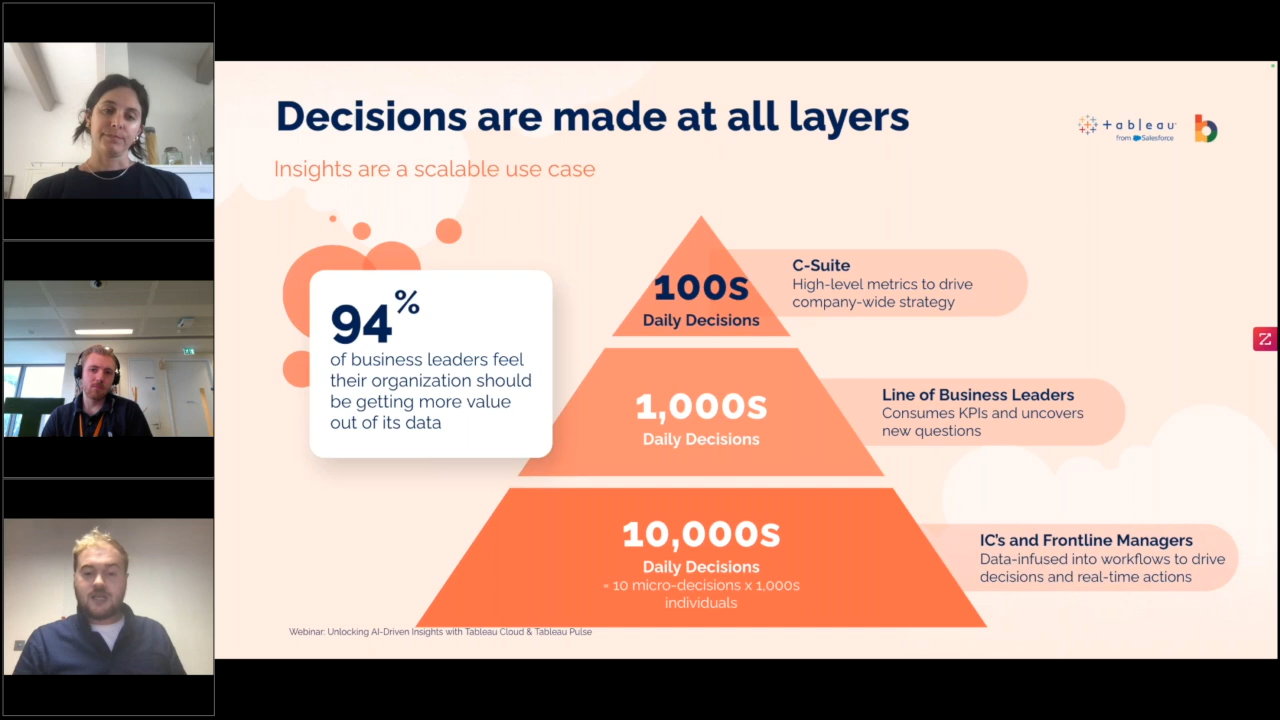 Decisions are made at all layers
Insights are a scalable use case
+ a b l e a u
from Salesforce
b
94%
of business leaders feel
their organization should
be getting more value
out of its data
100s
Daily Decisions
C-Suite
High-level metrics to drive
company-wide strategy
1,000s
Daily Decisions
Line of Business Leaders
Consumes KPIs and uncovers
new questions
10,000s
Daily Decisions
= 10 micro-decisions x 1,000s
individuals
IC's and Frontline Managers
Data-infused into workflows to drive
decisions and real-time actions
Webinar: Unlocking AI-Driven Insights with Tableau Cloud & Tableau Pulse